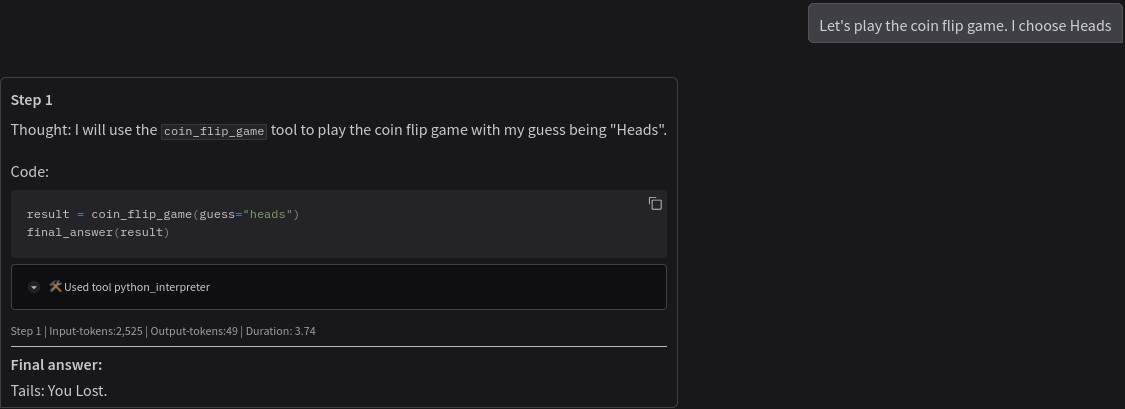 Let's play the coin flip game. I choose Heads
Step 1
Thought: I will use the coin_flip_game tool to play the coin flip game with my guess being "Heads".
Code:
result = coin_flip_game(guess="heads")
final_answer(result)
🛠️Used tool python_interpreter
Step 1 | Input-tokens:2,525 | Output-tokens:49 | Duration: 3.74
Final answer:
Tails: You Lost.